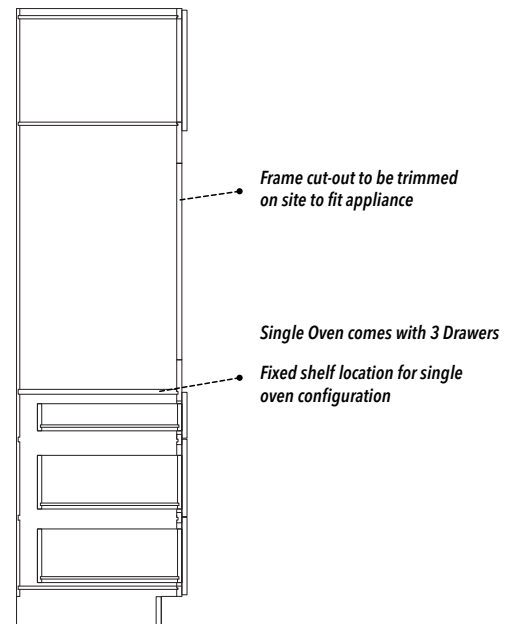 Frame cut-out to be trimmed
on site to fit appliance
Single Oven comes with 3 Drawers
Fixed shelf location for single
oven configuration